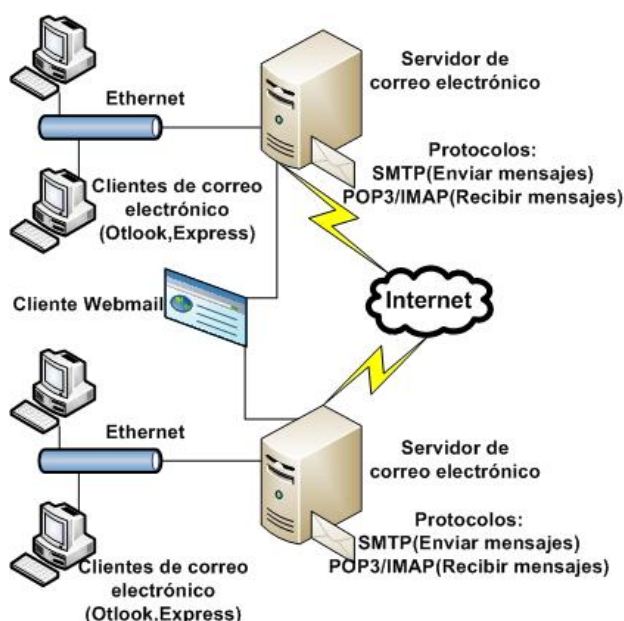 Ethernet
Servidor de
correo electrónico
Protocolos:
SMTP(Enviar mensajes)
POP3/IMAP(Recibir mensajes)
Clientes de correo
electrónico
(Otlook,Express)
Cliente Webmail
Internet
Ethernet
Servidor de
correo electrónico
Protocolos:
SMTP(Enviar mensajes)
POP3/IMAP(Recibir mensajes)
Clientes de correo
electrónico
(Otlook,Express)